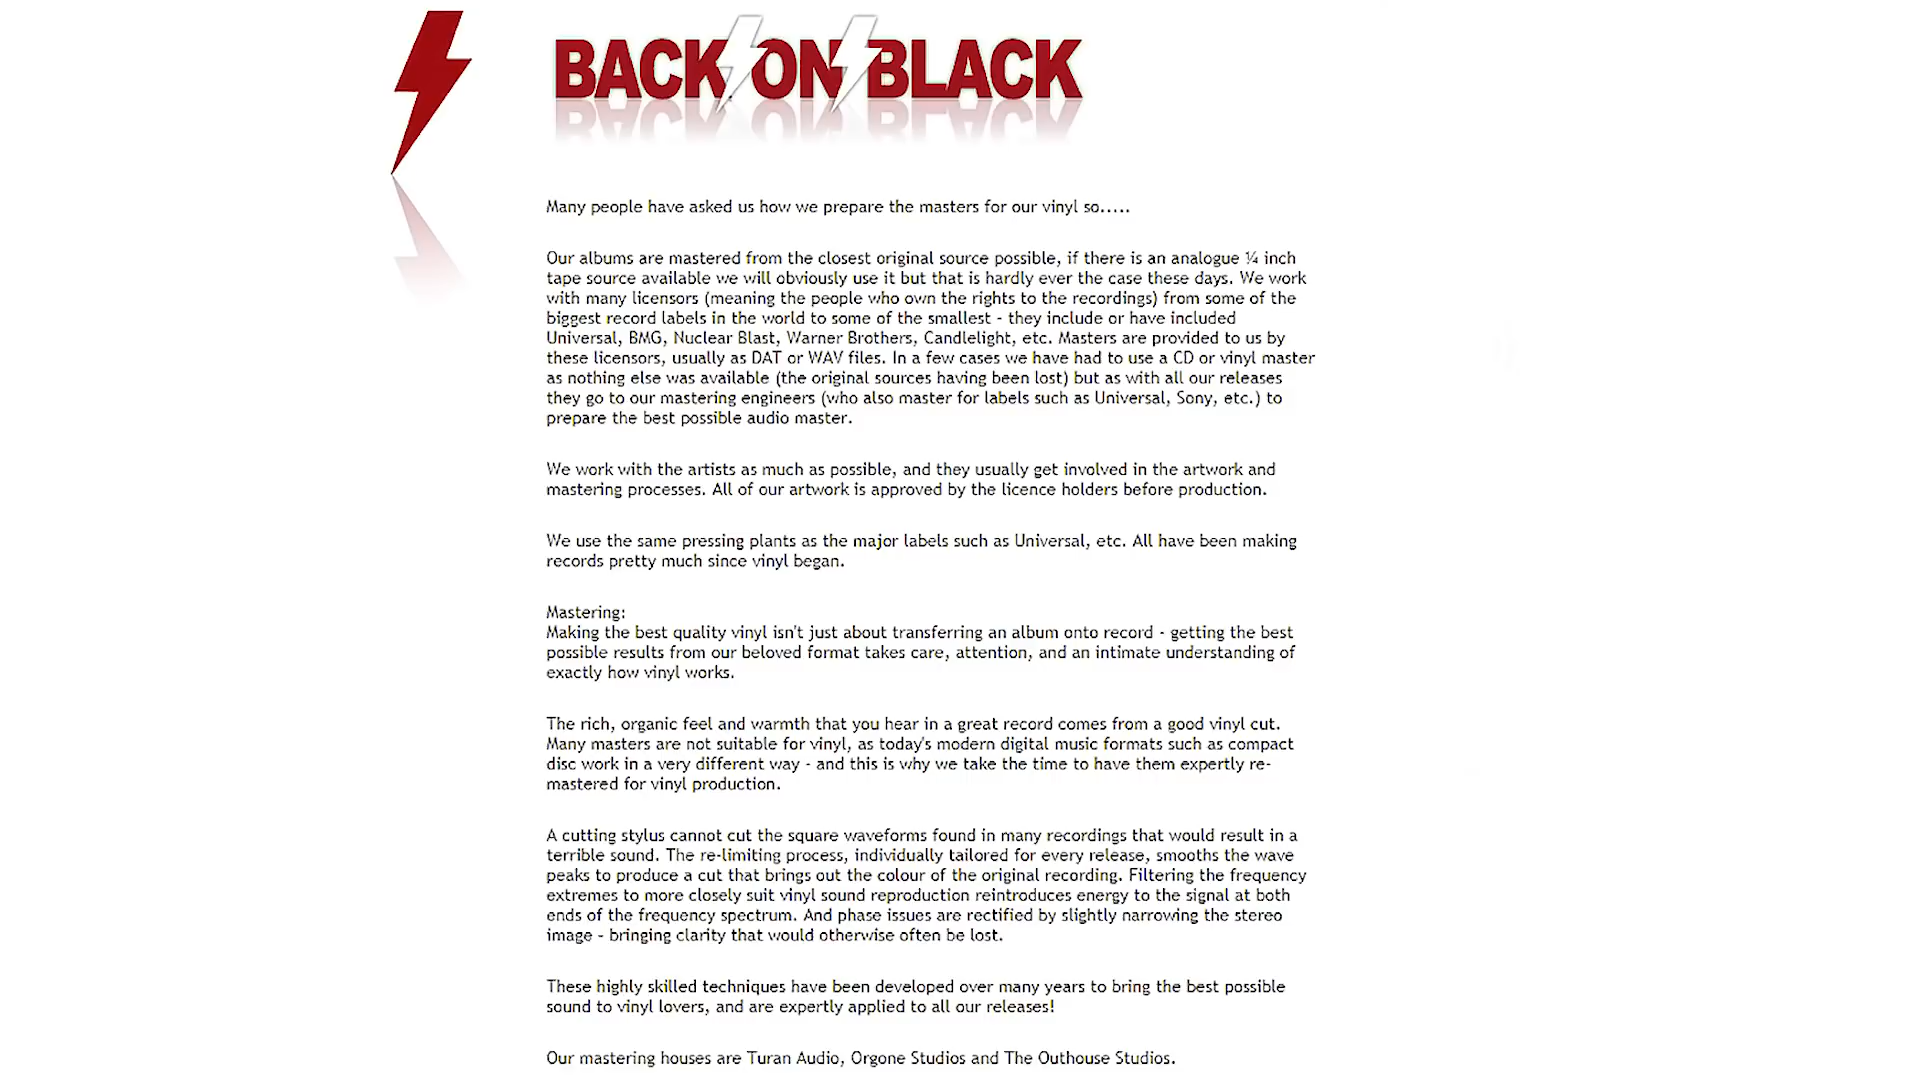 BACK ON BLACK
Many people have asked us how we prepare the masters for our vinyl so.....
Our albums are mastered from the closest original source possible, if there is an analogue ¼ inch
tape source available we will obviously use it but that is hardly ever the case these days. We work
with many licensors (meaning the people who own the rights to the recordings) from some of the
biggest record labels in the world to some of the smallest - they include or have included
Universal, BMG, Nuclear Blast, Warner Brothers, Candlelight, etc. Masters are provided to us by
these licensors, usually as DAT or WAV files. In a few cases we have had to use a CD or vinyl master
as nothing else was available (the original sources having been lost) but as with all our releases
they go to our mastering engineers (who also master for labels such as Universal, Sony, etc.) to
prepare the best possible audio master.
We work with the artists as much as possible, and they usually get involved in the artwork and
mastering processes. All of our artwork is approved by the licence holders before production.
We use the same pressing plants as the major labels such as Universal, etc. All have been making
records pretty much since vinyl began.
Mastering:
Making the best quality vinyl isn't just about transferring an album onto record - getting the best
possible results from our beloved format takes care, attention, and an intimate understanding of
exactly how vinyl works.
The rich, organic feel and warmth that you hear in a great record comes from a good vinyl cut.
Many masters are not suitable for vinyl, as today's modern digital music formats such as compact
disc work in a very different way - and this is why we take the time to have them expertly re-
mastered for vinyl production.
A cutting stylus cannot cut the square waveforms found in many recordings that would result in a
terrible sound. The re-limiting process, individually tailored for every release, smooths the wave
peaks to produce a cut that brings out the colour of the original recording. Filtering the frequency
extremes to more closely suit vinyl sound reproduction reintroduces energy to the signal at both
ends of the frequency spectrum. And phase issues are rectified by slightly narrowing the stereo
image - bringing clarity that would otherwise often be lost.
These highly skilled techniques have been developed over many years to bring the best possible
sound to vinyl lovers, and are expertly applied to all our releases!
Our mastering houses are Turan Audio, Orgone Studios and The Outhouse Studios.